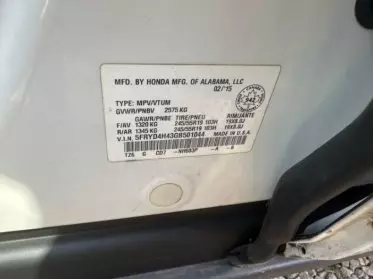 MFD. BY HONDA MFG. OF ALABAMA, LLC
02/'15
TYPE: MPV/VTUM
GVWR/PNBV 2575 KG
GAWR/PNBE TIRE/PNEU RIM/JANTE
F/AV 1320 KG 245/55R19 103H 19X8.0J
R/AR 1345 KG 245/55R19 103H 19X8.0J
V.I.N. 5FRYD4H43GB501044 MADE IN U.S.A.